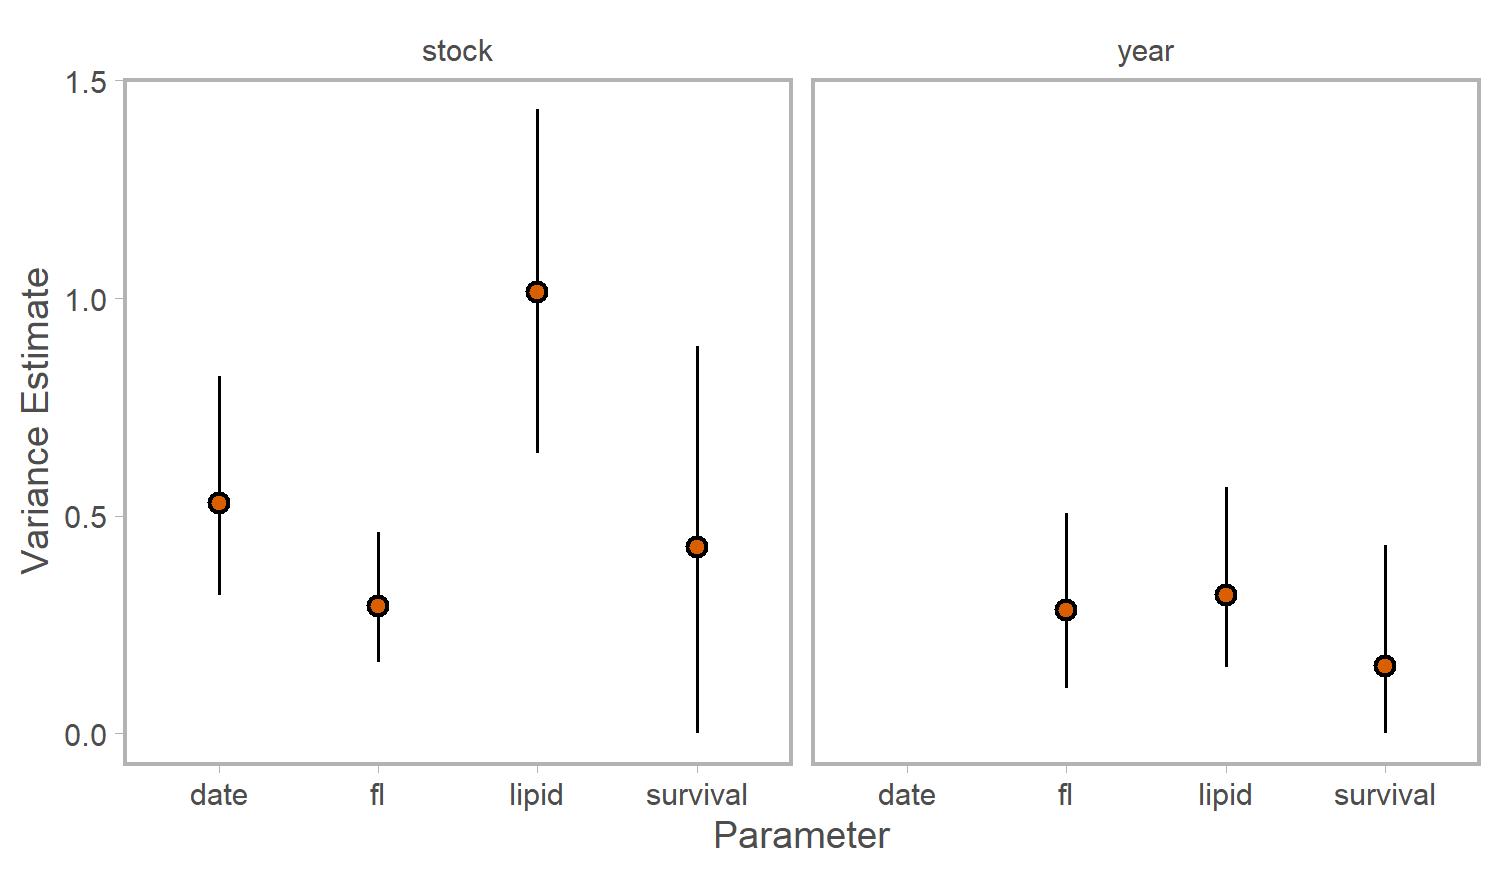 stock
year
Variance Estimate
1.5
1.0
0.5
0.0
date fl lipid survival
date fl lipid survival
Parameter